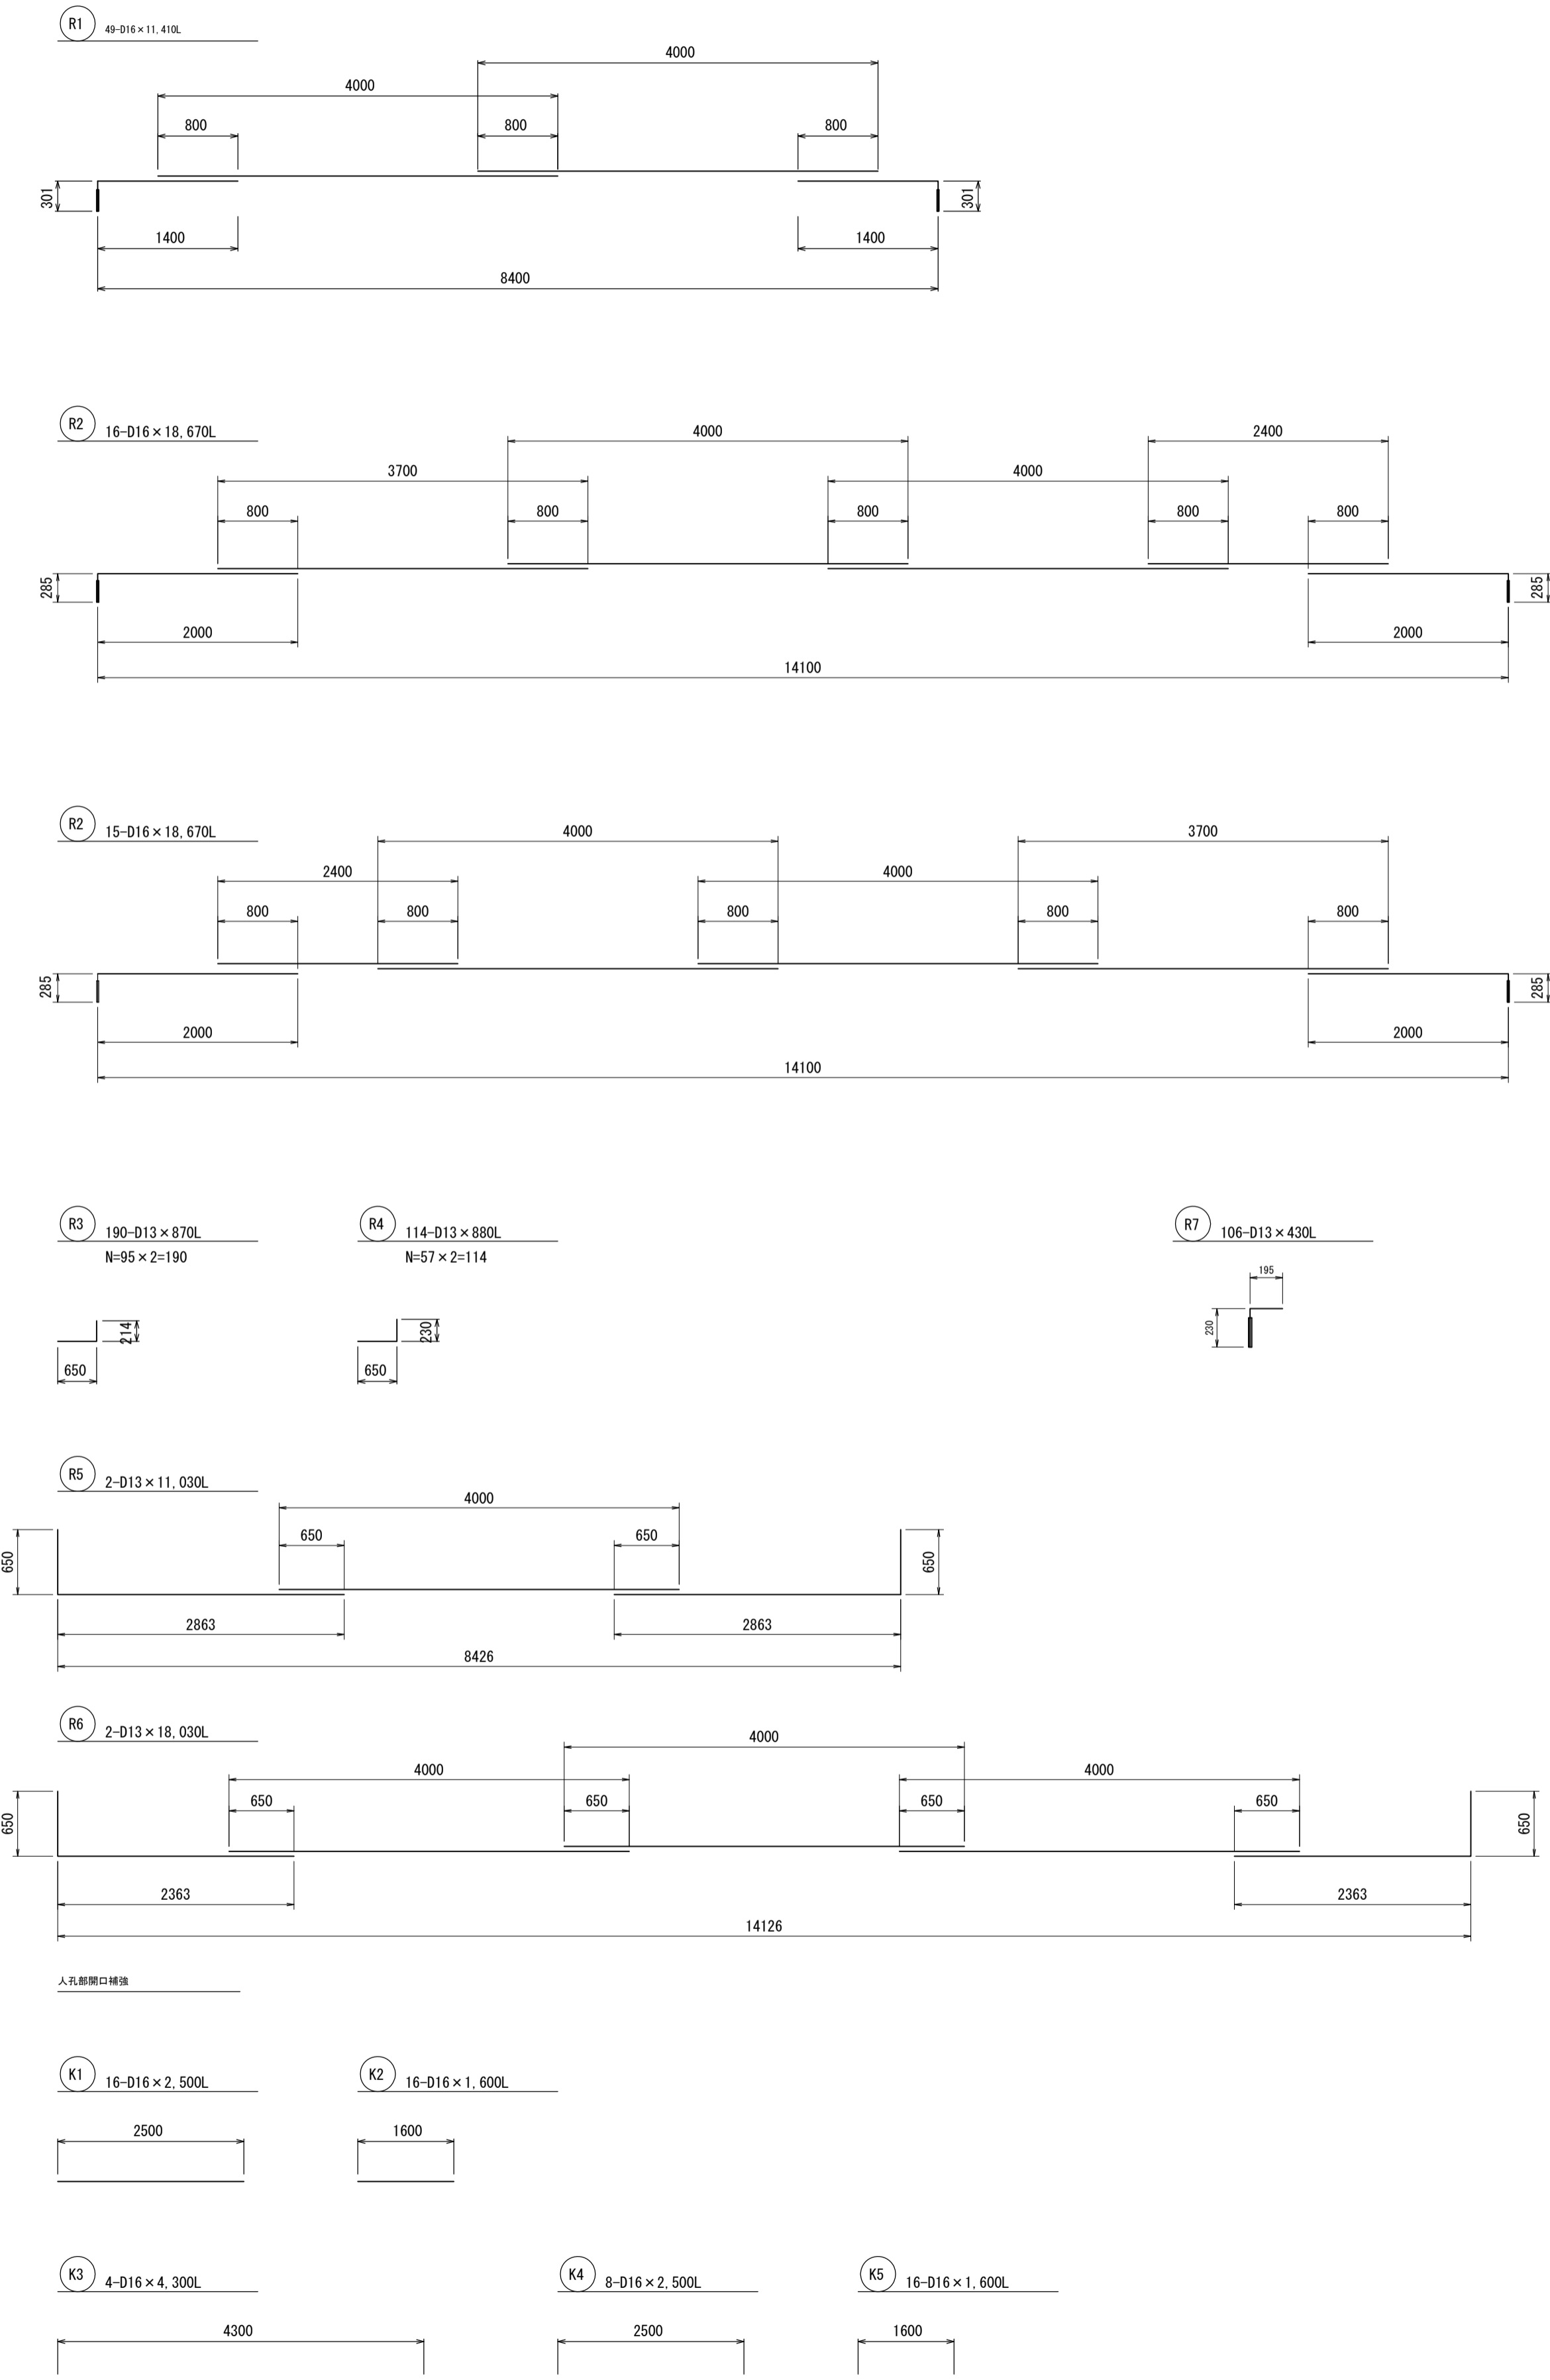 R1
49-D16×11,410L
4000
4000
800
800
800
301
301
1400
1400
8400
R2
16-D16×18,670L
4000
2400
3700
4000
800
800
800
800
800
285
285
2000
2000
14100
R2
15-D16×18,670L
4000
3700
2400
4000
800
800
800
800
800
285
285
2000
2000
14100
R3
190-D13×870L
N=95×2=190
214
650
R4
114-D13×880L
N=57×2=114
230
650
R7
106-D13×430L
195
230
R5
2-D13×11,030L
4000
650
650
650
650
2863
2863
8426
R6
2-D13×18,030L
4000
4000
4000
650
650
650
650
650
650
2363
2363
14126
人孔部開口補強
K1
16-D16×2,500L
2500
K2
16-D16×1,600L
1600
K3
4-D16×4,300L
4300
K4
8-D16×2,500L
2500
K5
16-D16×1,600L
1600